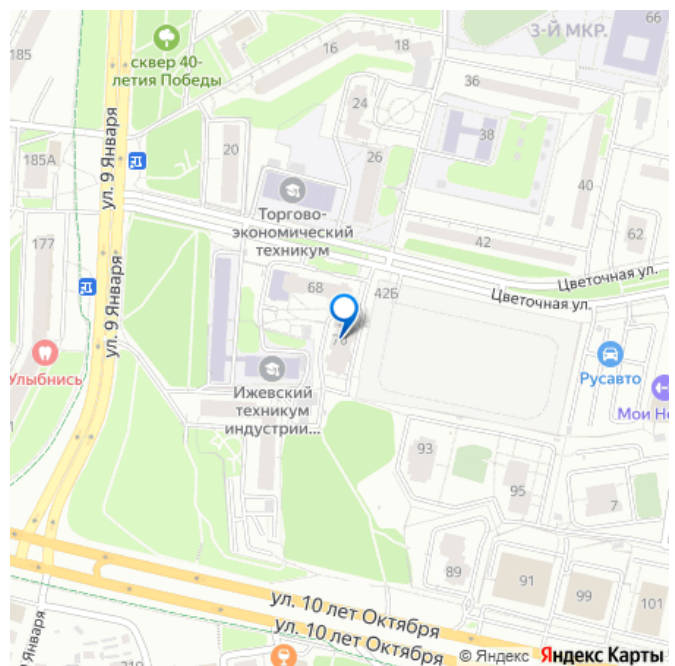 66
3-Й МКР.
185
сквер 40-
летия Победы
16
18
36
24
38
ул. 9 Января
20
26
185А
40
Торгово-
экономический
техникум
62
177
42
Цветочная ул.
ул. 9 Января
68
42Б
Цветочная ул.
Улыбнись
Русавто
Ижевский
техникум
индустрии...
Мои Не
93
95
7
89
91
99
101
ул. 10 лет Октября
ул. 10 лет Октября
Января
© Яндекс Яндекс Карты